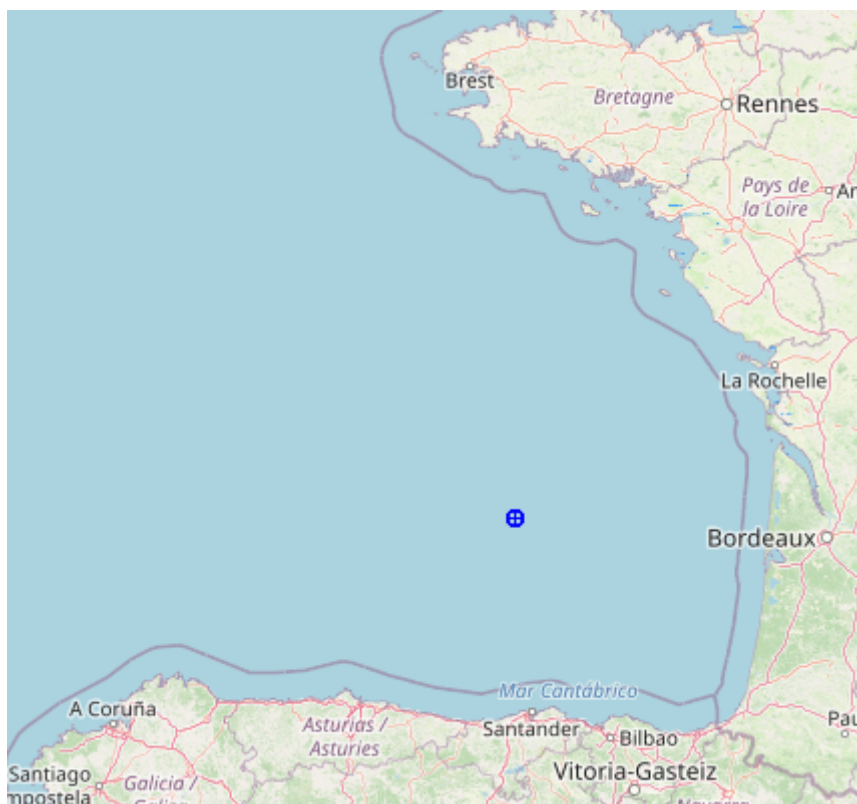 Brest
Bretagne
Rennes
Pays de
la Loire
La Rochelle
Bordeaux
Mar Cantábrico
A Coruña
Asturias /
Asturies
Santander
Bilbao
Santiago
Vitoria-Gasteiz
Galicia /